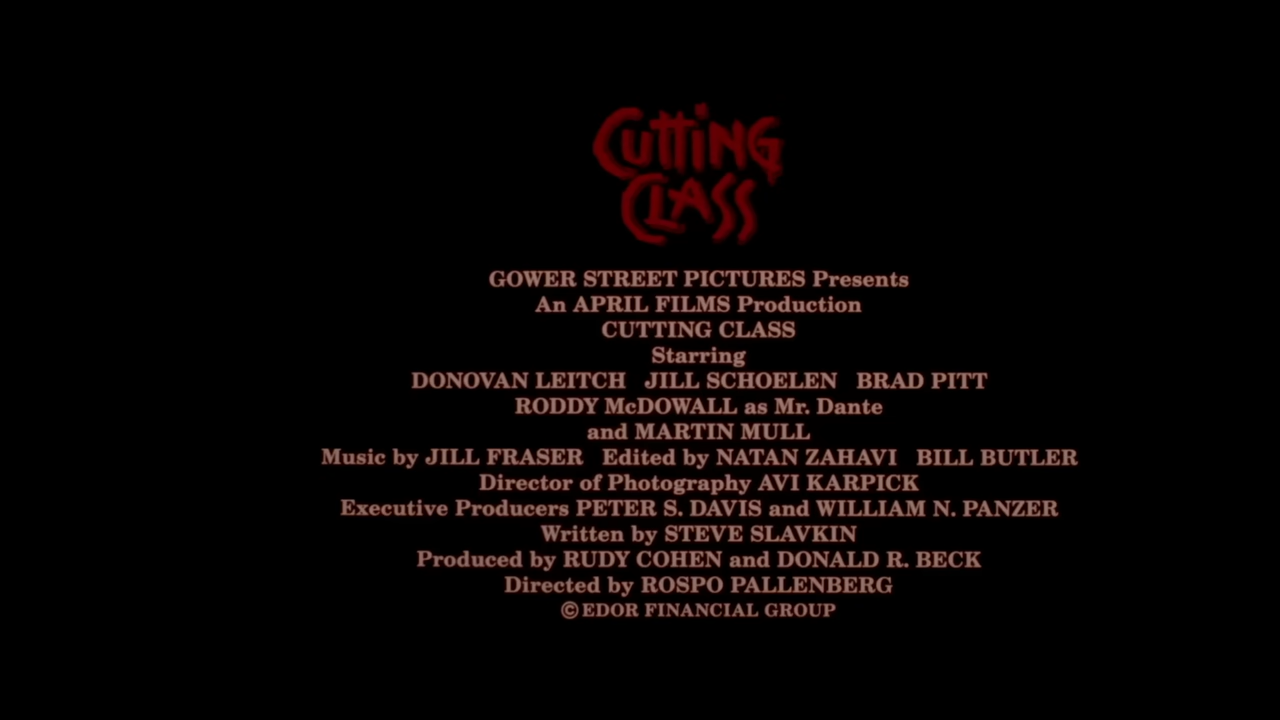 CUTTING
CLASS
GOWER STREET PICTURES Presents
An APRIL FILMS Production
CUTTING CLASS
Starring
DONOVAN LEITCH JILL SCHOELEN BRAD PITT
RODDY McDOWALL as Mr. Dante
and MARTIN MULL
Music by JILL FRASER Edited by NATAN ZAHAVI BILL BUTLER
Director of Photography AVI KARPICK
Executive Producers PETER S. DAVIS and WILLIAM N. PANZER
Written by STEVE SLAVKIN
Produced by RUDY COHEN and DONALD R. BECK
Directed by ROSPO PALLENBERG
© EDOR FINANCIAL GROUP